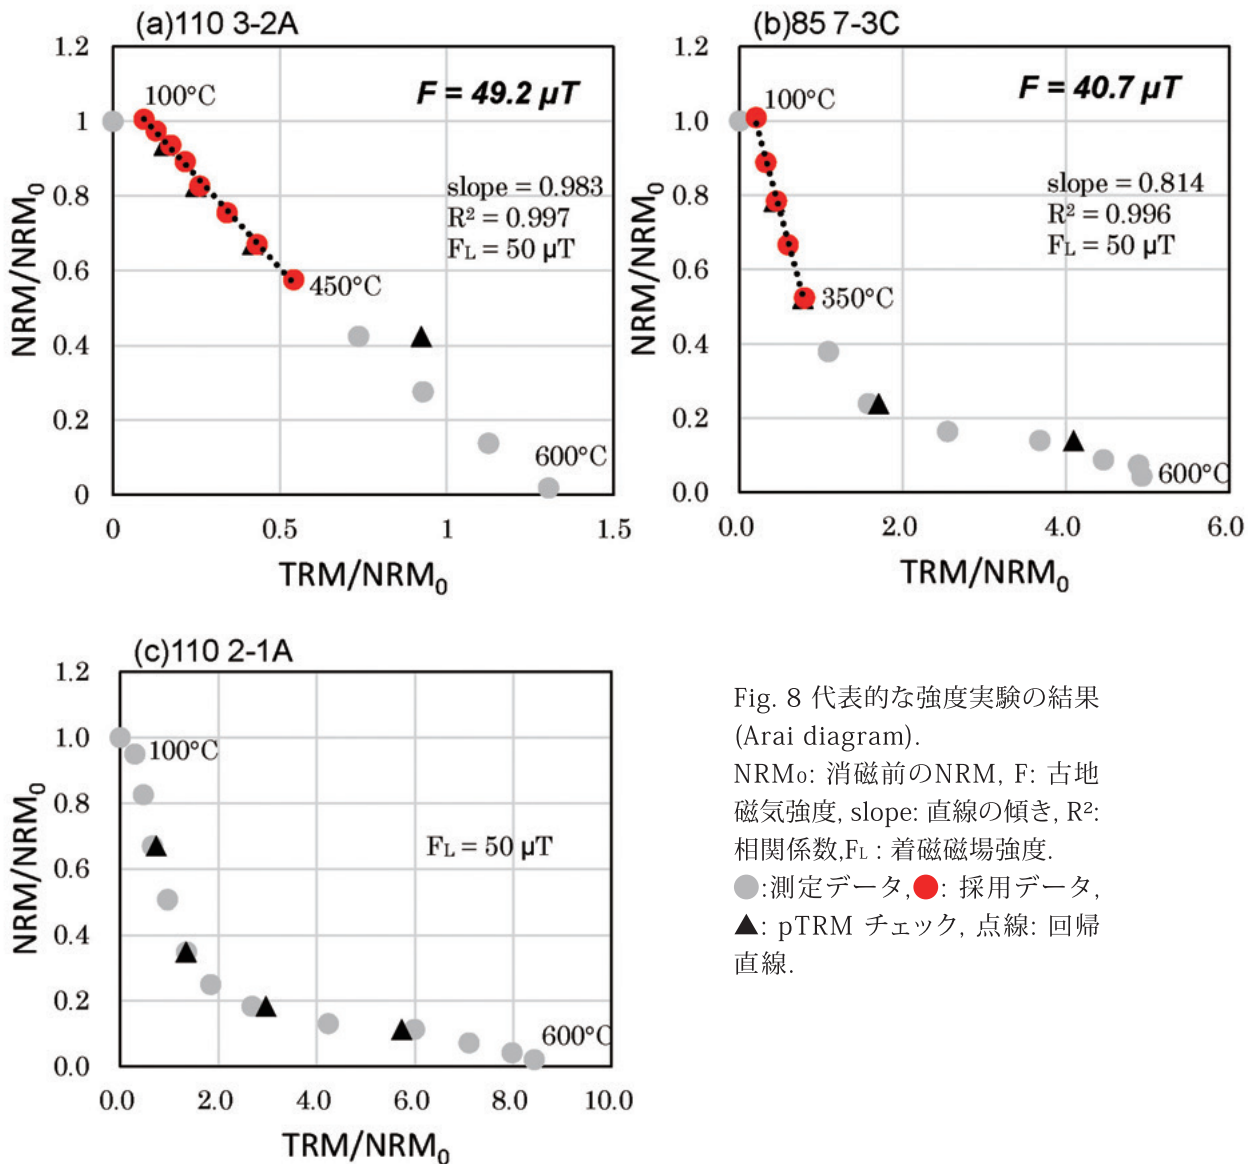 (a)110 3-2A
1.2
1
0.8
0.6
0.4
0.2
0
NRM/NRM₀
100°C
F = 49.2 μT
slope = 0.983
R² = 0.997
F_L = 50 μT
450°C
600°C
0
0.5
1
1.5
TRM/NRM₀
(b)85 7-3C
1.2
1.0
0.8
0.6
0.4
0.2
0.0
NRM/NRM₀
100°C
F = 40.7 μT
slope = 0.814
R² = 0.996
F_L = 50 μT
350°C
600°C
0.0
2.0
4.0
6.0
TRM/NRM₀
(c)110 2-1A
1.2
1.0
0.8
0.6
0.4
0.2
0.0
NRM/NRM₀
100°C
F_L = 50 μT
600°C
0.0
2.0
4.0
6.0
8.0
10.0
TRM/NRM₀
Fig. 8 代表的な強度実験の結果
(Arai diagram).
NRM₀: 消磁前のNRM, F: 古地
磁気強度, slope: 直線の傾き, R²:
相関係数,F_L : 着磁磁場強度.
●:測定データ,●: 採用データ,
▲: pTRM チェック, 点線: 回帰
直線.